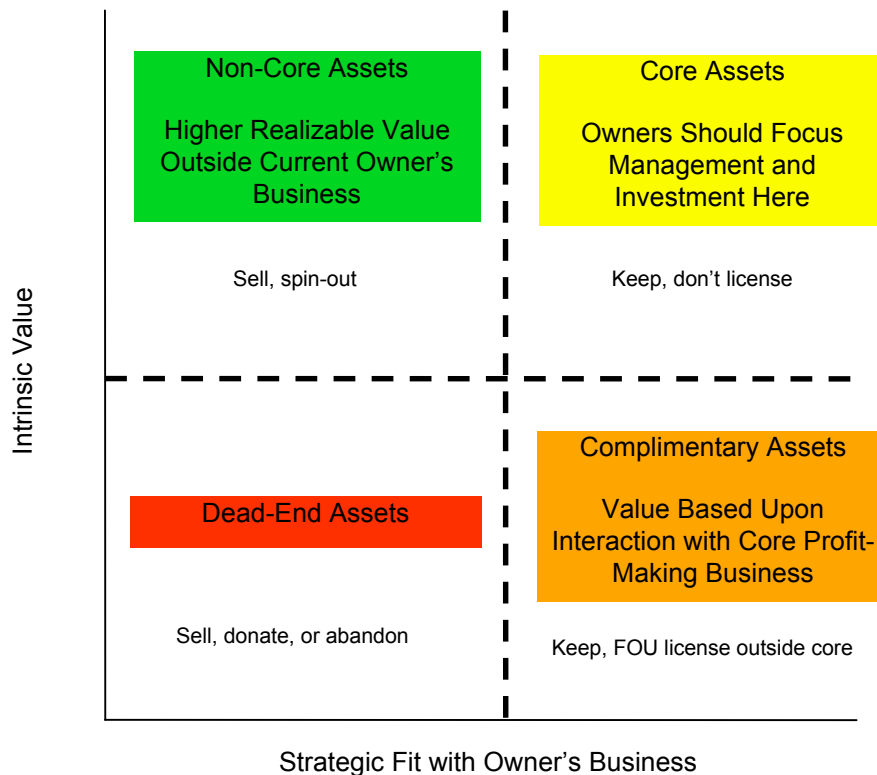 Non-Core Assets
Higher Realizable Value
Outside Current Owner's
Business
Sell, spin-out
Core Assets
Owners Should Focus
Management and
Investment Here
Keep, don't license
Intrinsic Value
Dead-End Assets
Sell, donate, or abandon
Complimentary Assets
Value Based Upon
Interaction with Core Profit-
Making Business
Keep, FOU license outside core
Strategic Fit with Owner's Business